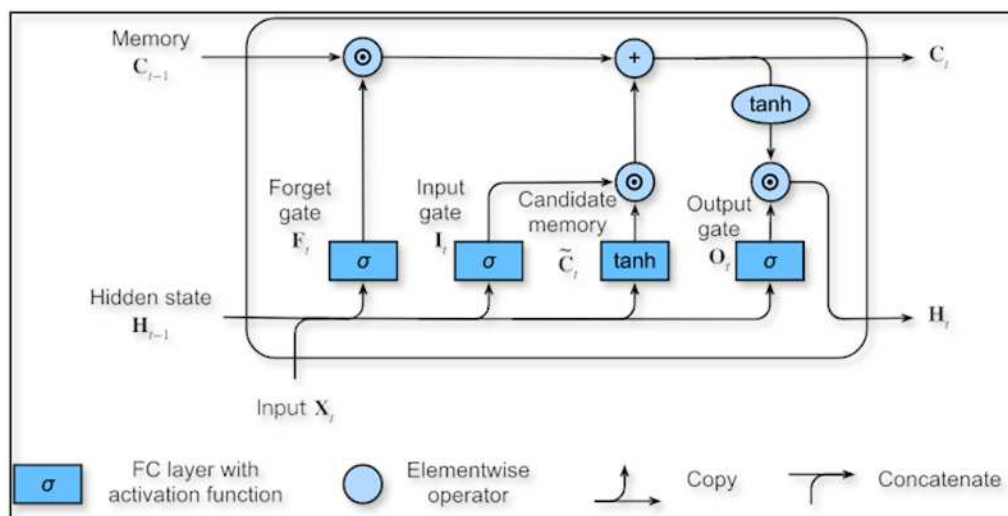 Memory
C_{t-1}
⊙
+
C_t
tanh
Forget
gate
F_t
Input
gate
I_t
⊙
Candidate
memory
C̃_t
Output
gate
O_t
⊙
σ
σ
tanh
σ
Hidden state
H_{t-1}
H_t
Input X_t
σ
FC layer with
activation function
Elementwise
operator
Copy
Concatenate